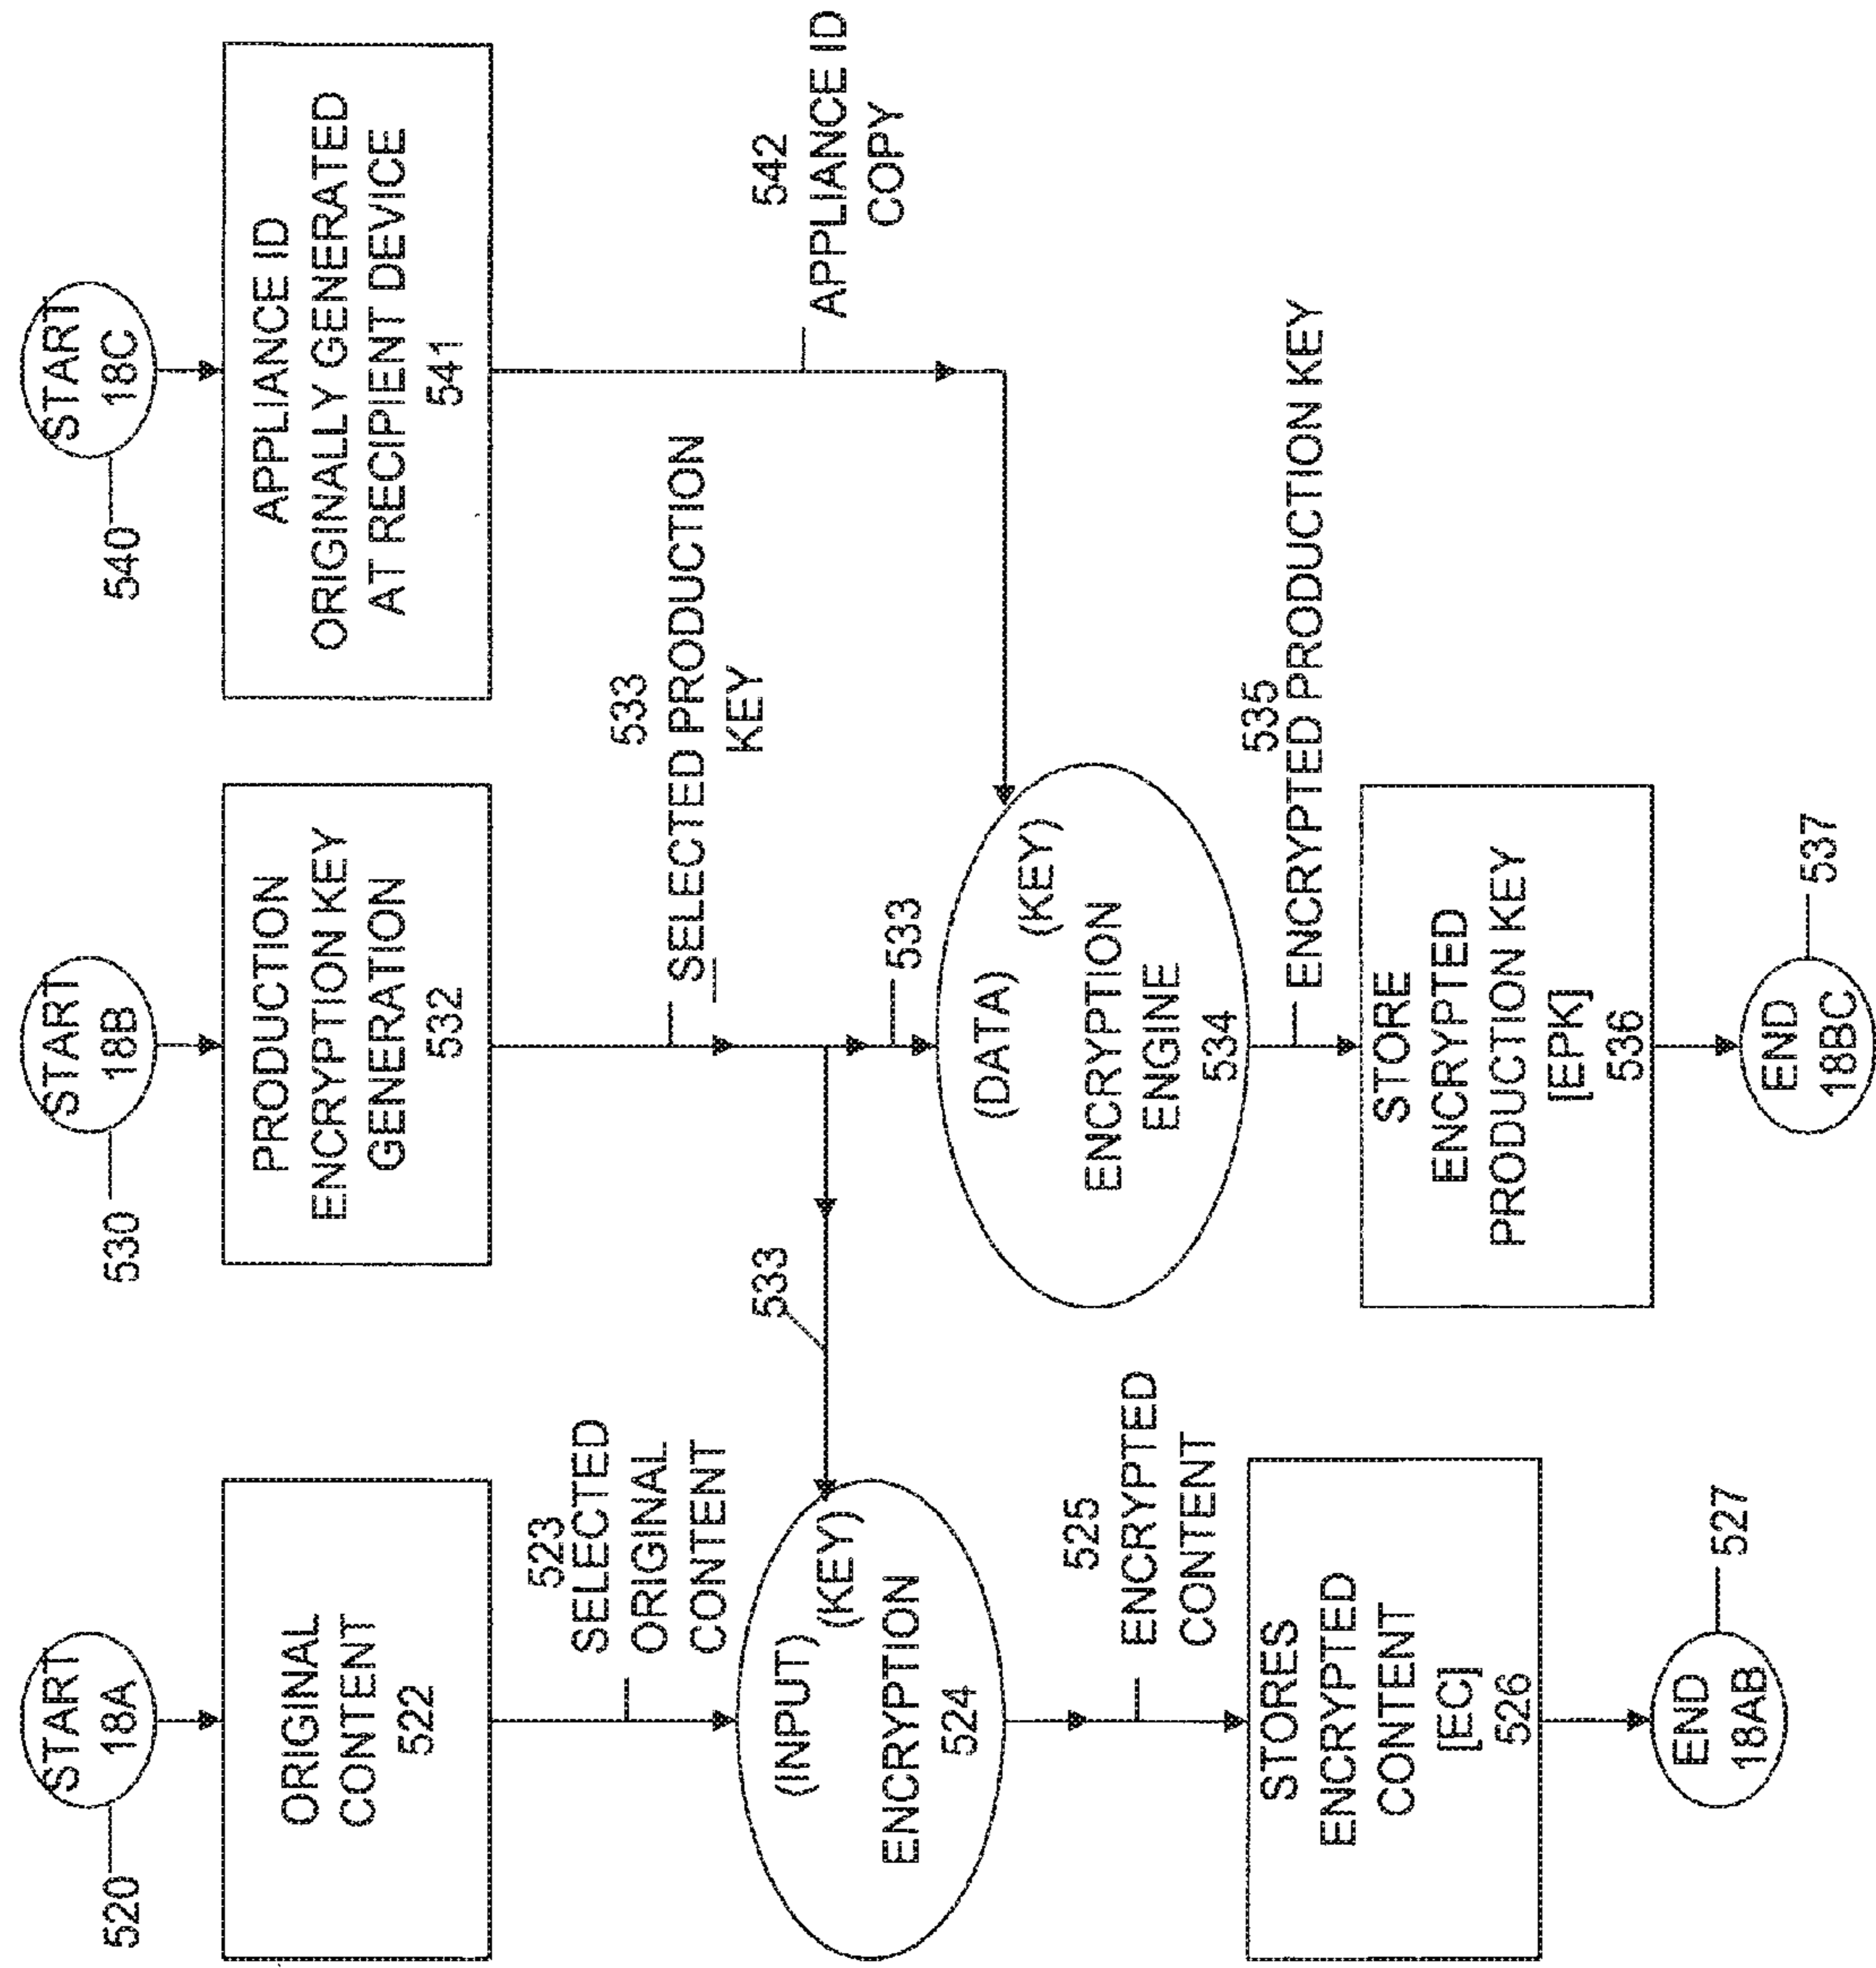 520
START
18A
ORIGINAL
CONTENT
522
523
SELECTED
ORIGINAL
CONTENT
(INPUT)
(KEY)
ENCRYPTION
524
525
ENCRYPTED
CONTENT
STORES
ENCRYPTED
CONTENT
[EC]
526
END
18AB
527
530
START
18B
PRODUCTION
ENCRYPTION KEY
GENERATION
532
533
SELECTED PRODUCTION
KEY
533
533
(DATA)
(KEY)
ENCRYPTION
ENGINE
534
535
ENCRYPTED PRODUCTION KEY
STORE
ENCRYPTED
PRODUCTION KEY
[EPK]
536
END
18BC
537
540
START
18C
APPLIANCE ID
ORIGINALLY GENERATED
AT RECIPIENT DEVICE
541
542
APPLIANCE ID
COPY